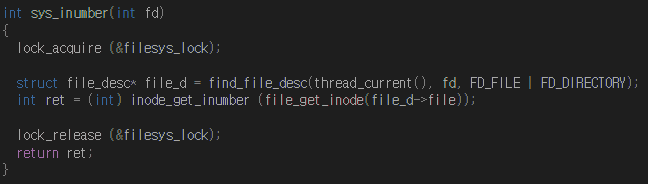 int sys_inumber(int fd)
{
  lock_acquire (&filesys_lock);

  struct file_desc* file_d = find_file_desc(thread_current(), fd, FD_FILE | FD_DIRECTORY);
  int ret = (int) inode_get_inumber (file_get_inode(file_d->file));

  lock_release (&filesys_lock);
  return ret;
}